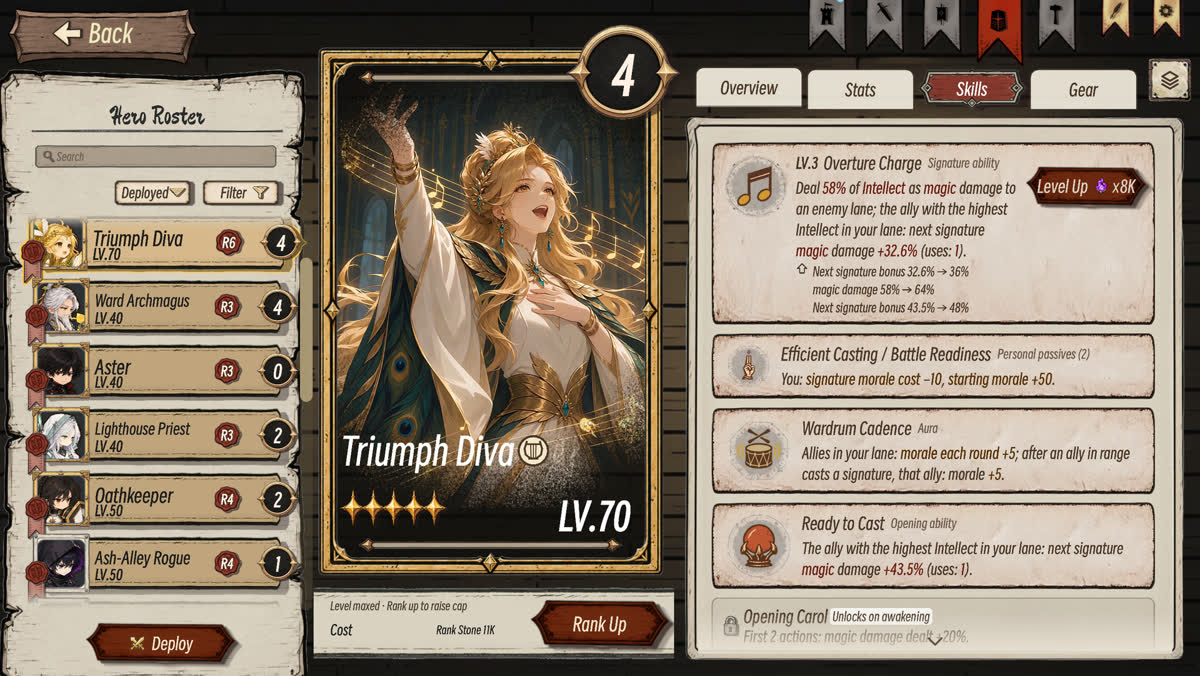 Back
Hero Roster
Search
Deployed
Filter
Triumph Diva
LV.70
R6
4
Ward Archmagus
LV.40
R3
4
Aster
LV.40
R3
0
Lighthouse Priest
LV.40
R3
2
Oathkeeper
LV.50
R4
2
Ash-Alley Rogue
LV.50
R4
1
Deploy
4
Triumph Diva
LV.70
Level maxed · Rank up to raise cap
Cost
Rank Stone 11K
Rank Up
Overview
Stats
Skills
Gear
LV.3 Overture Charge Signature ability
Deal 58% of Intellect as magic damage to
an enemy lane; the ally with the highest
Intellect in your lane: next signature
magic damage +32.6% (uses: 1).
Next signature bonus 32.6% → 36%
magic damage 58% → 64%
Next signature bonus 43.5% → 48%
Level Up x8K
Efficient Casting / Battle Readiness Personal passives (2)
You: signature morale cost −10, starting morale +50.
Wardrum Cadence Aura
Allies in your lane: morale each round +5; after an ally in range
casts a signature, that ally: morale +5.
Ready to Cast Opening ability
The ally with the highest Intellect in your lane: next signature
magic damage +43.5% (uses: 1).
Opening Carol Unlocks on awakening
First 2 actions: magic damage dealt +20%.